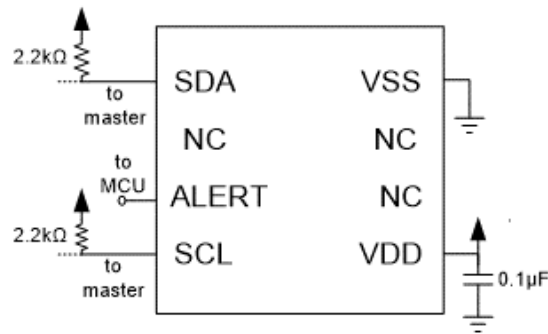 2.2kΩ
to
master
SDA
VSS
NC
NC
to
MCU
ALERT
NC
2.2kΩ
to
master
SCL
VDD
0.1µF